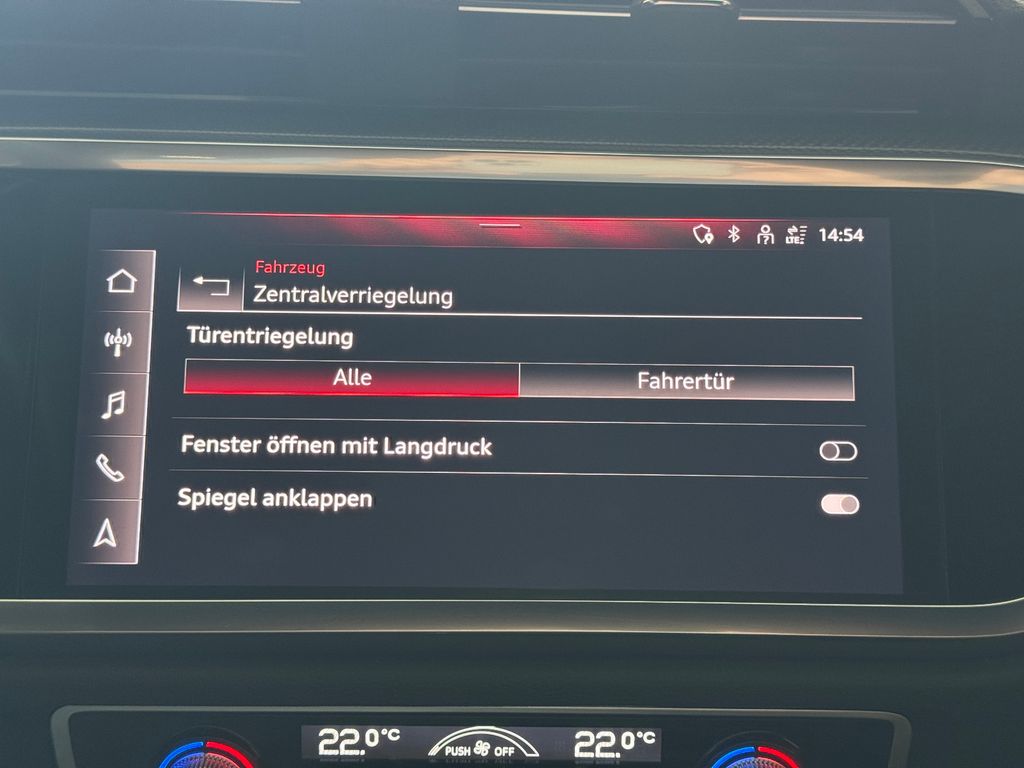 LTE 14:54
Fahrzeug
Zentralverriegelung
Türentriegelung
Alle Fahrertür
Fenster öffnen mit Langdruck
Spiegel anklappen
22.0°C PUSH OFF 22.0°C